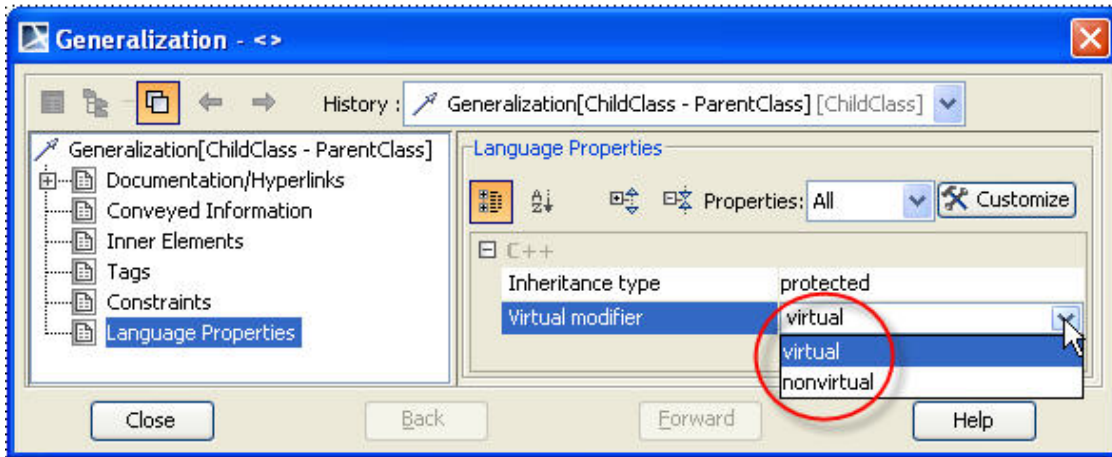 Generalization - <>
History : Generalization[ChildClass - ParentClass] [ChildClass]
Generalization[ChildClass - ParentClass]
Documentation/Hyperlinks
Conveyed Information
Inner Elements
Tags
Constraints
Language Properties
Language Properties
Properties: All Customize
C++
Inheritance type protected
Virtual modifier virtual
virtual
nonvirtual
Close Back Forward Help